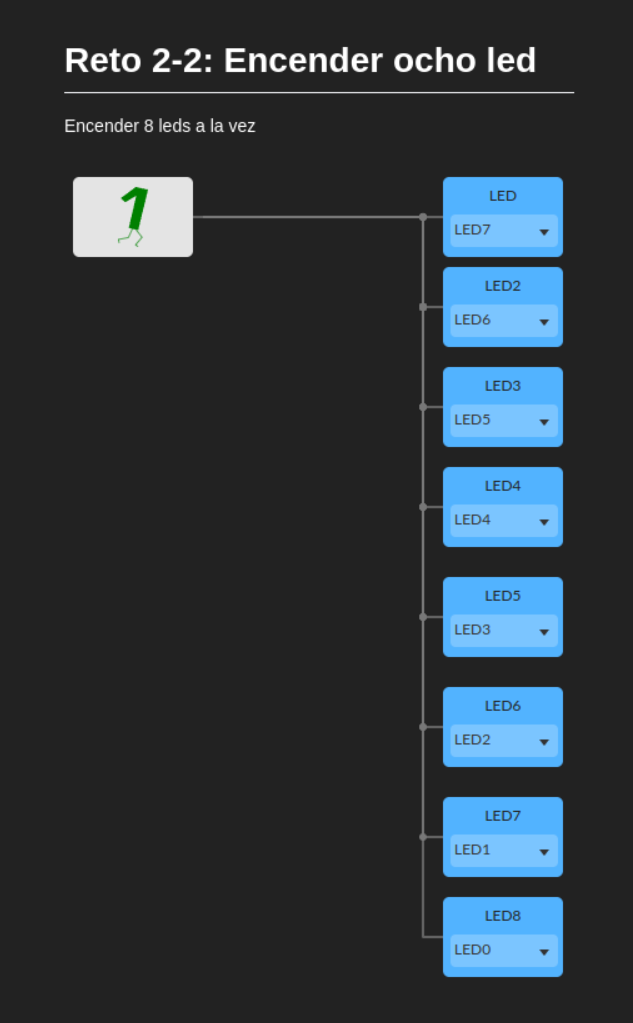 Reto 2-2: Encender ocho led
Encender 8 leds a la vez
1
LED
LED7
LED2
LED6
LED3
LED5
LED4
LED4
LED5
LED3
LED6
LED2
LED7
LED1
LED8
LED0